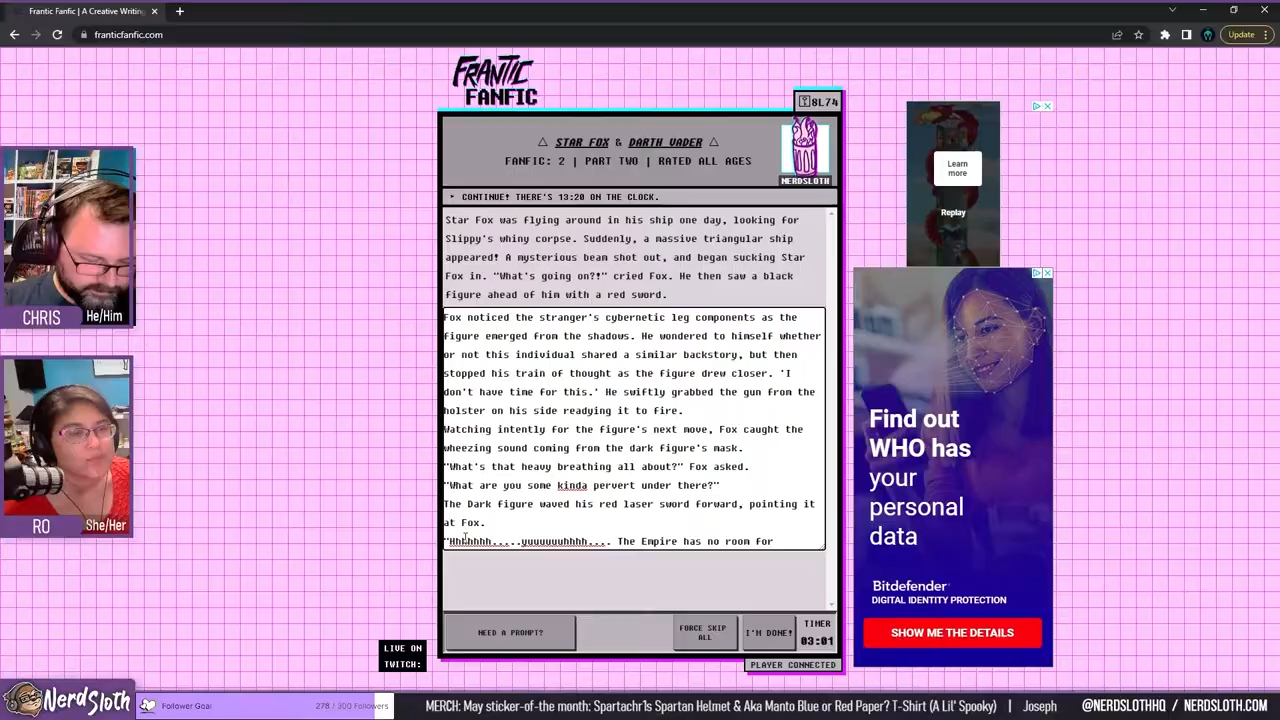 Frantic Fanfic | A Creative Writing
franticfanfic.com
Update
FRANTIC
FANFIC
8L74
STAR FOX & DARTH VADER
FANFIC: 2 | PART TWO | RATED ALL AGES
NERDSLOTH
CONTINUE! THERE'S 13:20 ON THE CLOCK.
Star Fox was flying around in his ship one day, looking for
Slippy's whiny corpse. Suddenly, a massive triangular ship
appeared! A mysterious beam shot out, and began sucking Star
Fox in. "What's going on?!" cried Fox. He then saw a black
figure ahead of him with a red sword.
Fox noticed the stranger's cybernetic leg components as the
figure emerged from the shadows. He wondered to himself whether
or not this individual shared a similar backstory, but then
stopped his train of thought as the figure drew closer. 'I
don't have time for this.' He swiftly grabbed the gun from the
holster on his side readying it to fire.
Watching intently for the figure's next move, Fox caught the
wheezing sound coming from the dark figure's mask.
"What's that heavy breathing all about?" Fox asked.
"What are you some kinda pervert under there?"
The Dark figure waved his red laser sword forward, pointing it
at Fox.
The Empire has no room for
NEED A PROMPT?
FORCE SKIP
ALL
I'M DONE!
TIMER
03:01
PLAYER CONNECTED
LIVE ON
TWITCH:
CHRIS He/Him
RO She/Her
Learn
more
Replay
Find out
WHO has
your
personal
data
Bitdefender
DIGITAL IDENTITY PROTECTION
SHOW ME THE DETAILS
NerdSloth
Follower Goal
278 / 300 Followers
MERCH: May sticker-of the month: Spartachr1s Spartan Helmet & Aka Manto Blue or Red Paper? T-Shirt (A Lil' Spooky) | Joseph
@NERDSLOTHHQ / NERDSLOTH.COM